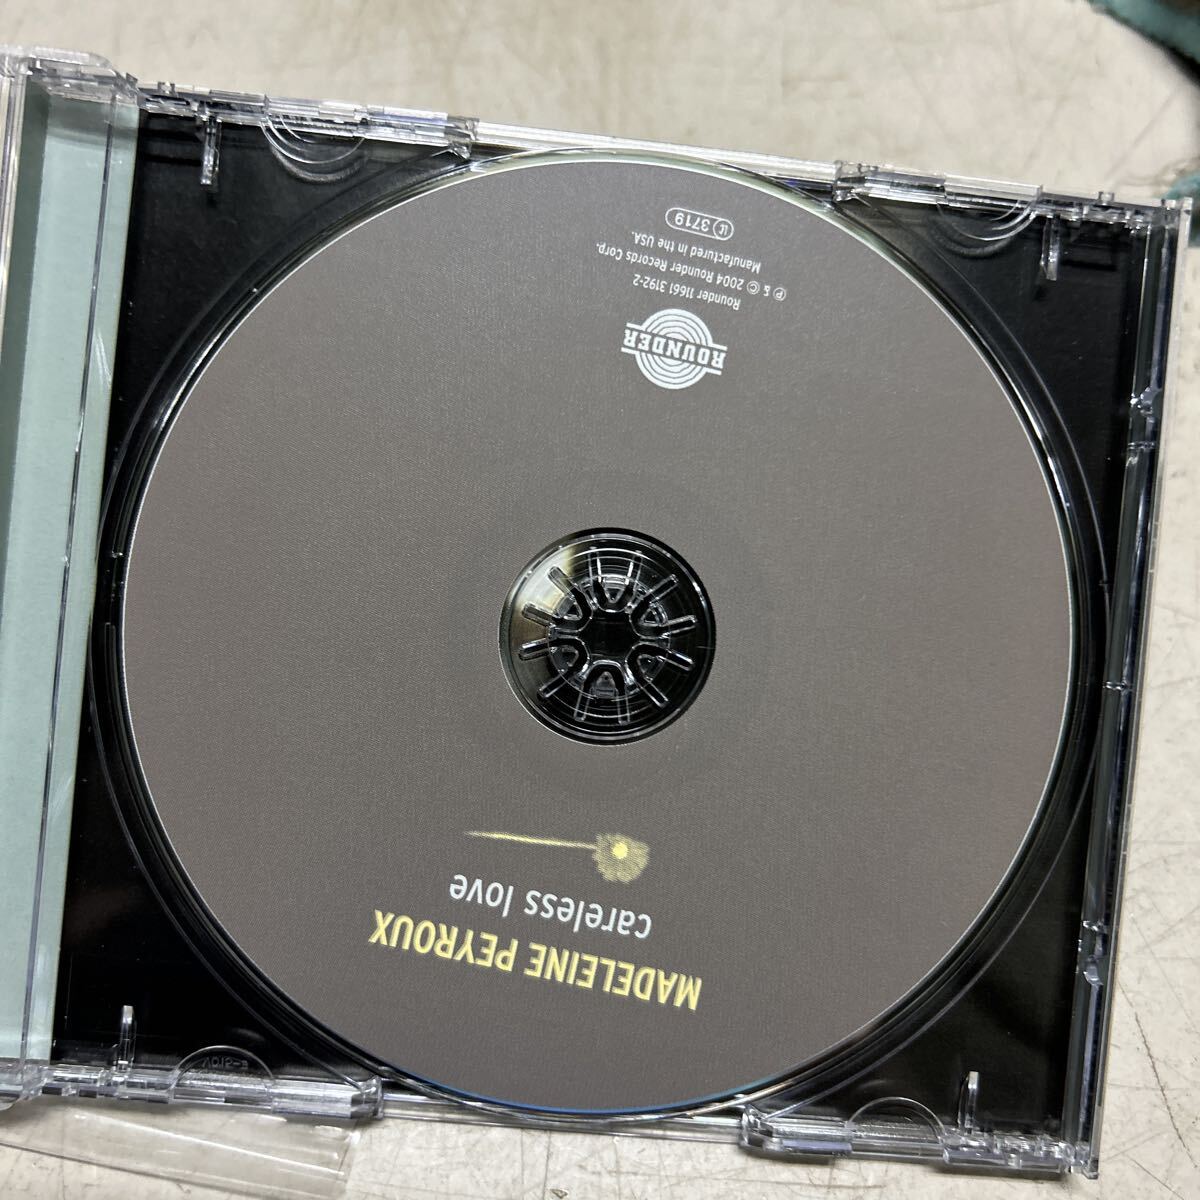 MADELEINE PEYROUX
careless love
ROUNDER
Rounder 11661 3192-2
℗ & © 2004 Rounder Records Corp.
Manufactured in the USA.
LC 3719